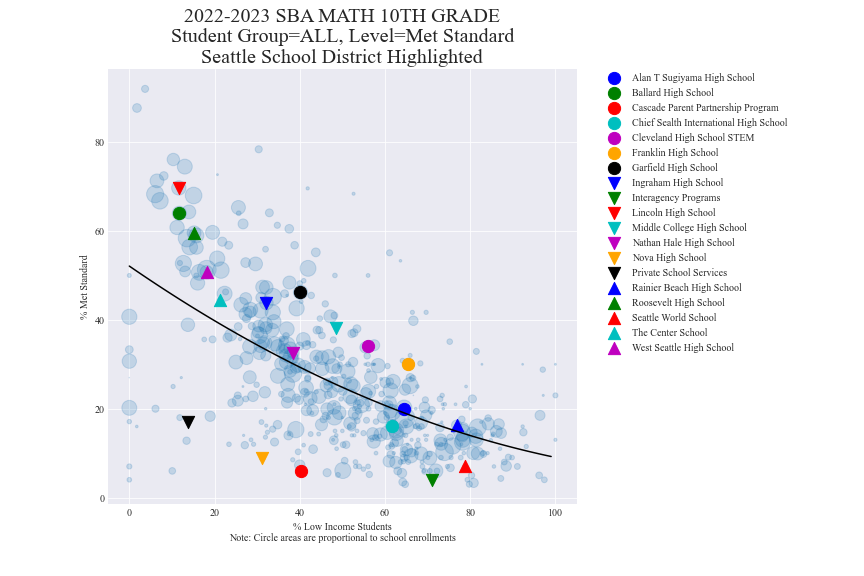 2022-2023 SBA MATH 10TH GRADE
Student Group=ALL, Level=Met Standard
Seattle School District Highlighted
% Met Standard
80
60
40
20
0
0 20 40 60 80 100
% Low Income Students
Note: Circle areas are proportional to school enrollments
Alan T Sugiyama High School
Ballard High School
Cascade Parent Partnership Program
Chief Sealth International High School
Cleveland High School STEM
Franklin High School
Garfield High School
Ingraham High School
Interagency Programs
Lincoln High School
Middle College High School
Nathan Hale High School
Nova High School
Private School Services
Rainier Beach High School
Roosevelt High School
Seattle World School
The Center School
West Seattle High School